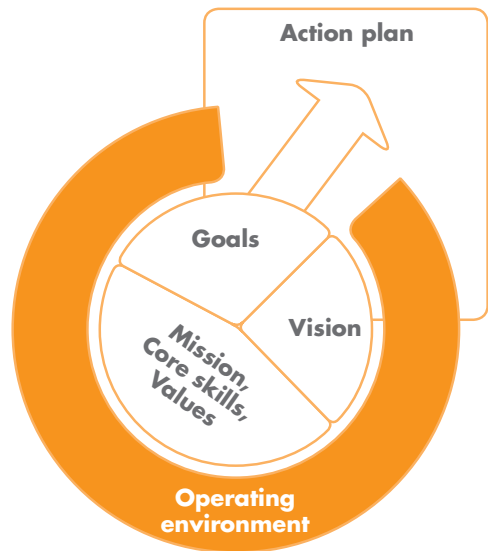 Action plan
Goals
Vision
Mission,
Core skills,
Values
Operating
environment